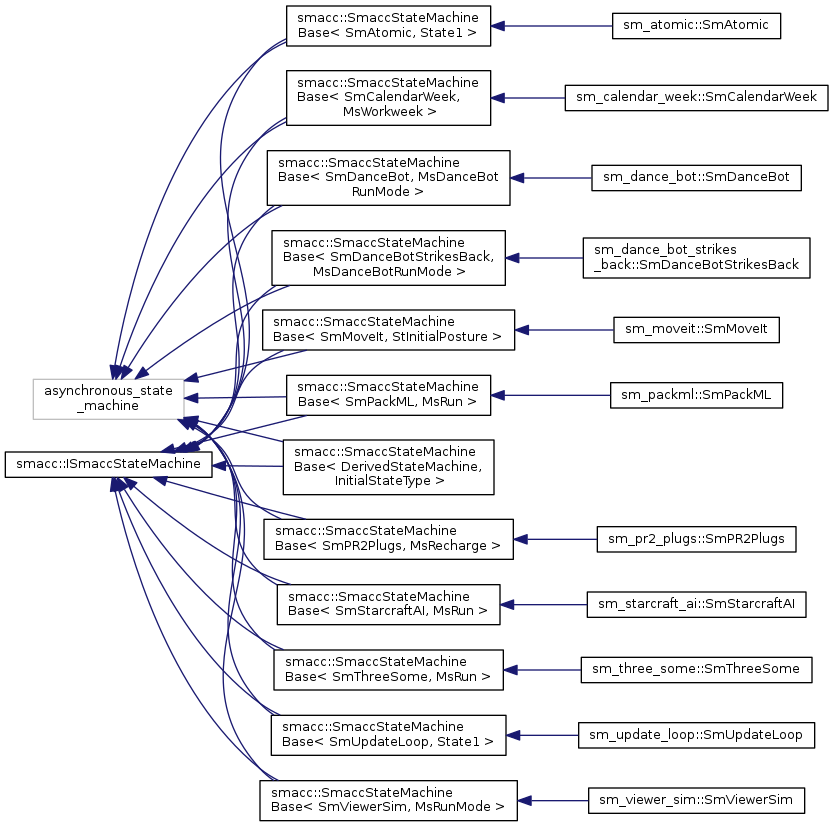 smacc::SmaccStateMachine
Base< SmAtomic, State1 >
sm_atomic::SmAtomic
smacc::SmaccStateMachine
Base< SmCalendarWeek,
MsWorkweek >
sm_calendar_week::SmCalendarWeek
smacc::SmaccStateMachine
Base< SmDanceBot, MsDanceBot
RunMode >
sm_dance_bot::SmDanceBot
smacc::SmaccStateMachine
Base< SmDanceBotStrikesBack,
MsDanceBotRunMode >
sm_dance_bot_strikes
_back::SmDanceBotStrikesBack
smacc::SmaccStateMachine
Base< SmMoveIt, StInitialPosture >
sm_moveit::SmMoveIt
asynchronous_state
_machine
smacc::SmaccStateMachine
Base< SmPackML, MsRun >
sm_packml::SmPackML
smacc::ISmaccStateMachine
smacc::SmaccStateMachine
Base< DerivedStateMachine,
InitialStateType >
smacc::SmaccStateMachine
Base< SmPR2Plugs, MsRecharge >
sm_pr2_plugs::SmPR2Plugs
smacc::SmaccStateMachine
Base< SmStarcraftAI, MsRun >
sm_starcraft_ai::SmStarcraftAI
smacc::SmaccStateMachine
Base< SmThreeSome, MsRun >
sm_three_some::SmThreeSome
smacc::SmaccStateMachine
Base< SmUpdateLoop, State1 >
sm_update_loop::SmUpdateLoop
smacc::SmaccStateMachine
Base< SmViewerSim, MsRunMode >
sm_viewer_sim::SmViewerSim